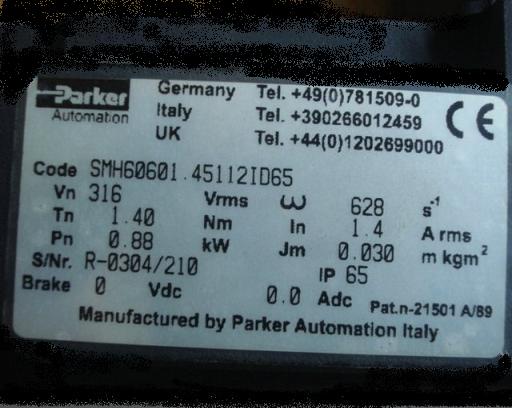 Parker Automation
Germany Tel. +49(0)781509-0
Italy Tel. +390266012459
UK Tel. +44(0)1202699000
CE
Code SMH60601.45112ID65
Vn 316 Vrms ω 628 s⁻¹
Tn 1.40 Nm In 1.4 A rms
Pn 0.88 kW Jm 0.030 m kgm²
S/Nr. R-0304/210 IP 65
Brake 0 Vdc 0.0 Adc Pat.n-21501 A/89
Manufactured by Parker Automation Italy